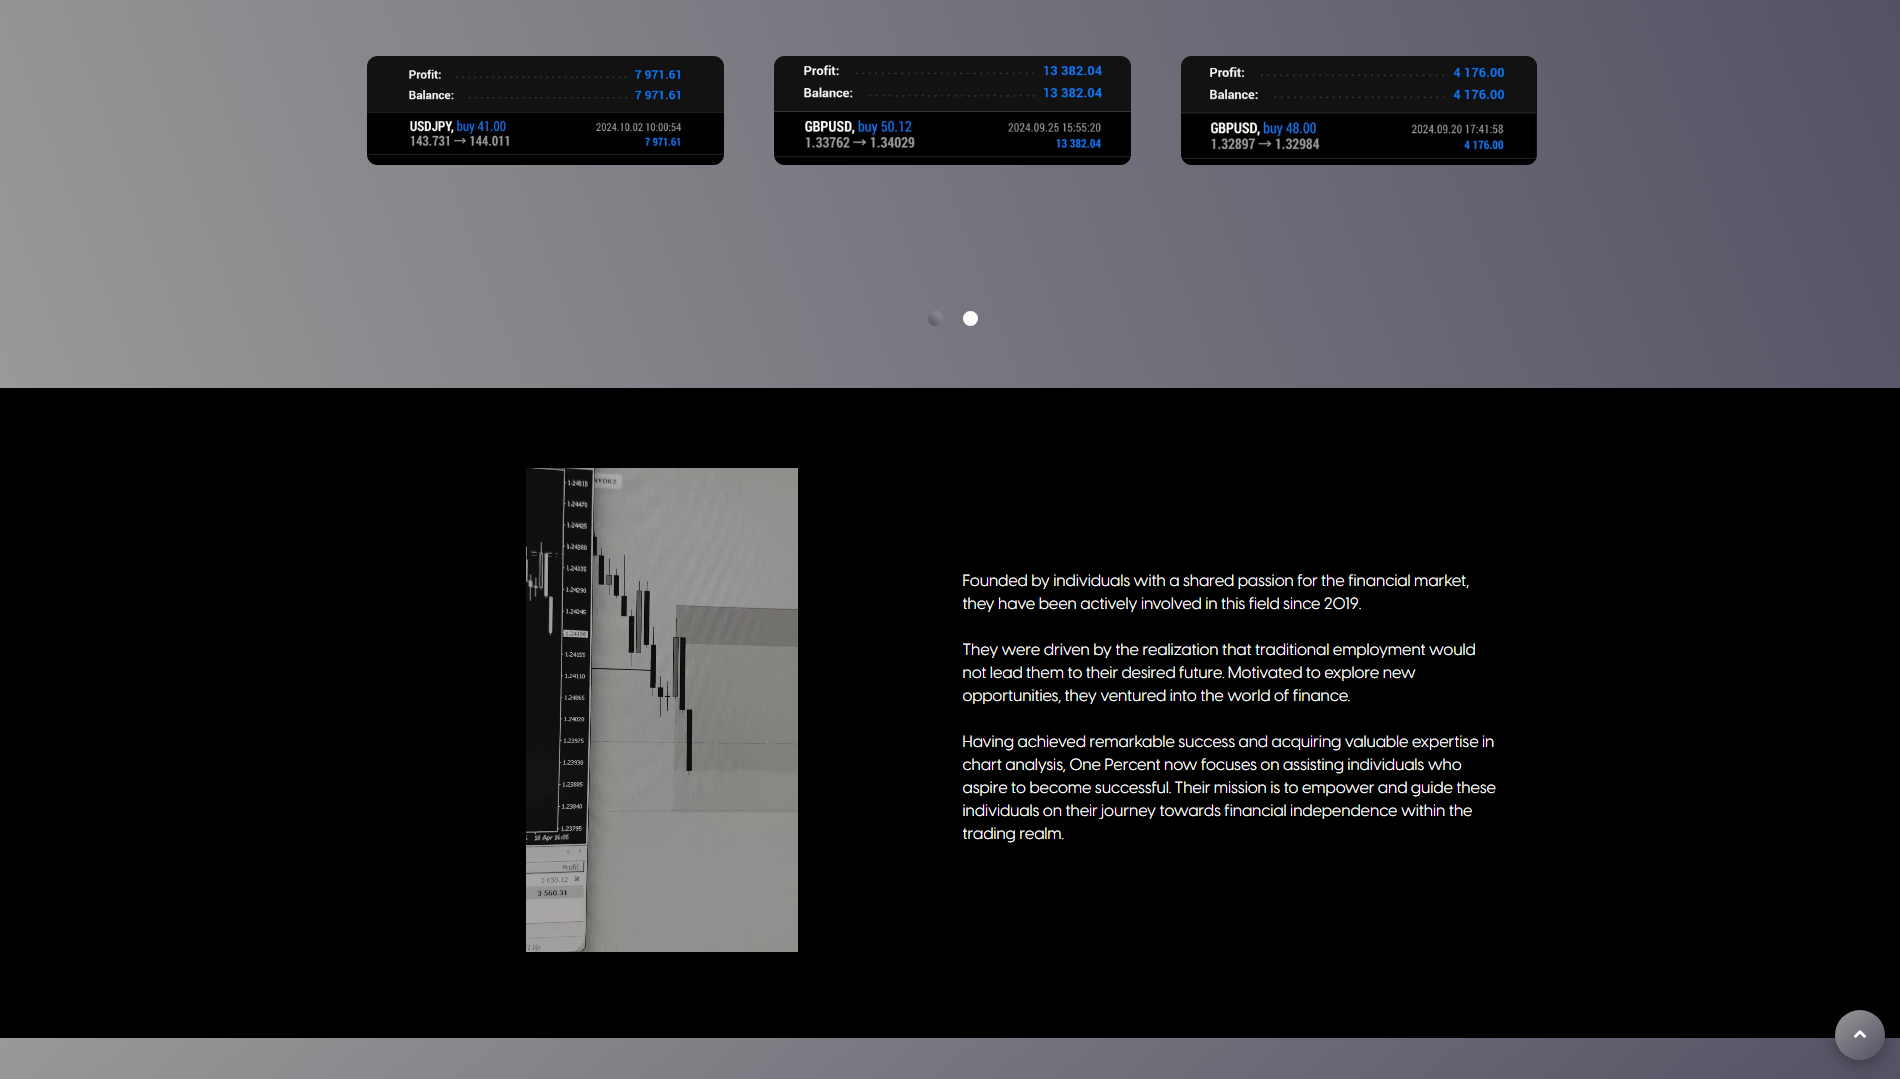 Profit: 7 971.61
Balance: 7 971.61
USDJPY, buy 41.00 2024.10.02 10:00:54
143.731 → 144.011 7 971.61
Profit: 13 382.04
Balance: 13 382.04
GBPUSD, buy 50.12 2024.09.25 15:55:20
1.33762 → 1.34029 13 382.04
Profit: 4 176.00
Balance: 4 176.00
GBPUSD, buy 48.00 2024.09.20 17:41:58
1.32897 → 1.32984 4 176.00
1.24515
1.24470
1.24425
1.24380
1.24335
1.24290
1.24245
1.24155
1.24110
1.24065
1.24020
1.23975
1.23930
1.23885
1.23840
1.23795
18 Apr 16:05
Profit
3 630.12
3 560.31
Founded by individuals with a shared passion for the financial market,
they have been actively involved in this field since 2019.
They were driven by the realization that traditional employment would
not lead them to their desired future. Motivated to explore new
opportunities, they ventured into the world of finance.
Having achieved remarkable success and acquiring valuable expertise in
chart analysis, One Percent now focuses on assisting individuals who
aspire to become successful. Their mission is to empower and guide these
individuals on their journey towards financial independence within the
trading realm.